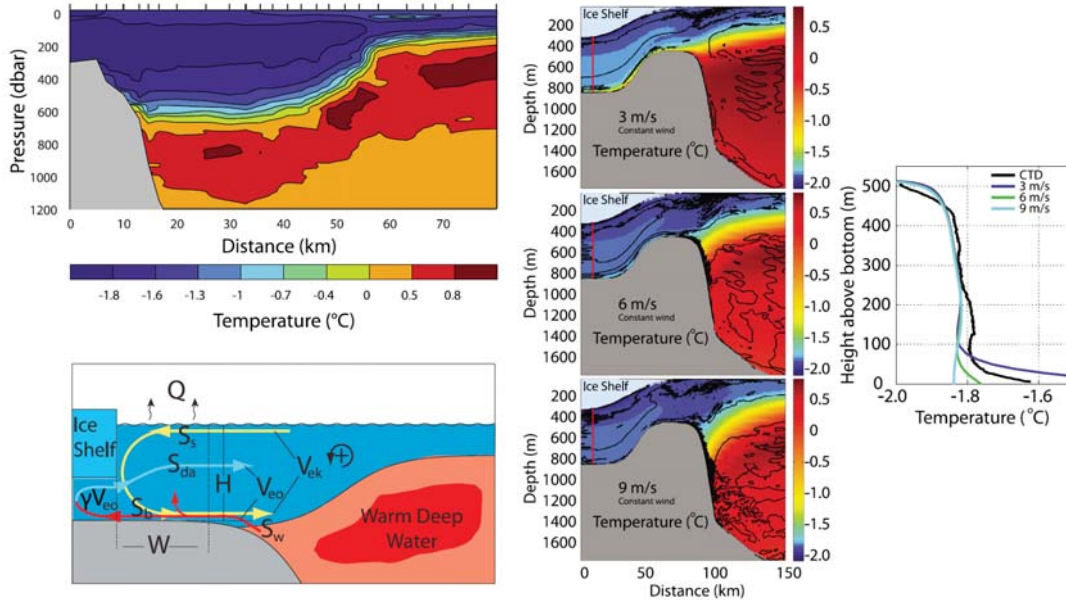 0
200
400
600
800
1000
1200
Pressure (dbar)
0 10 20 30 40 50 60 70
Distance (km)
-1.8 -1.6 -1.3 -1 -0.7 -0.4 0 0.5 0.8
Temperature (°C)
Q
Ice
Shelf
Ss
Sda
H
Vek
Veo
γVeo
Sb
Sw
W
Warm Deep
Water
Ice Shelf
200
400
600
800
1000
1200
1400
1600
Depth (m)
3 m/s
Constant wind
Temperature (°C)
0.5
0
-0.5
-1.0
-1.5
-2.0
Ice Shelf
200
400
600
800
1000
1200
1400
1600
Depth (m)
6 m/s
Constant wind
Temperature (°C)
0.5
0
-0.5
-1.0
-1.5
-2.0
Ice Shelf
200
400
600
800
1000
1200
1400
1600
Depth (m)
9 m/s
Constant wind
Temperature (°C)
0.5
0
-0.5
-1.0
-1.5
-2.0
0 50 100 150
Distance (km)
CTD
3 m/s
6 m/s
9 m/s
500
400
300
200
100
0
Height above bottom (m)
-2.0 -1.8 -1.6
Temperature (°C)